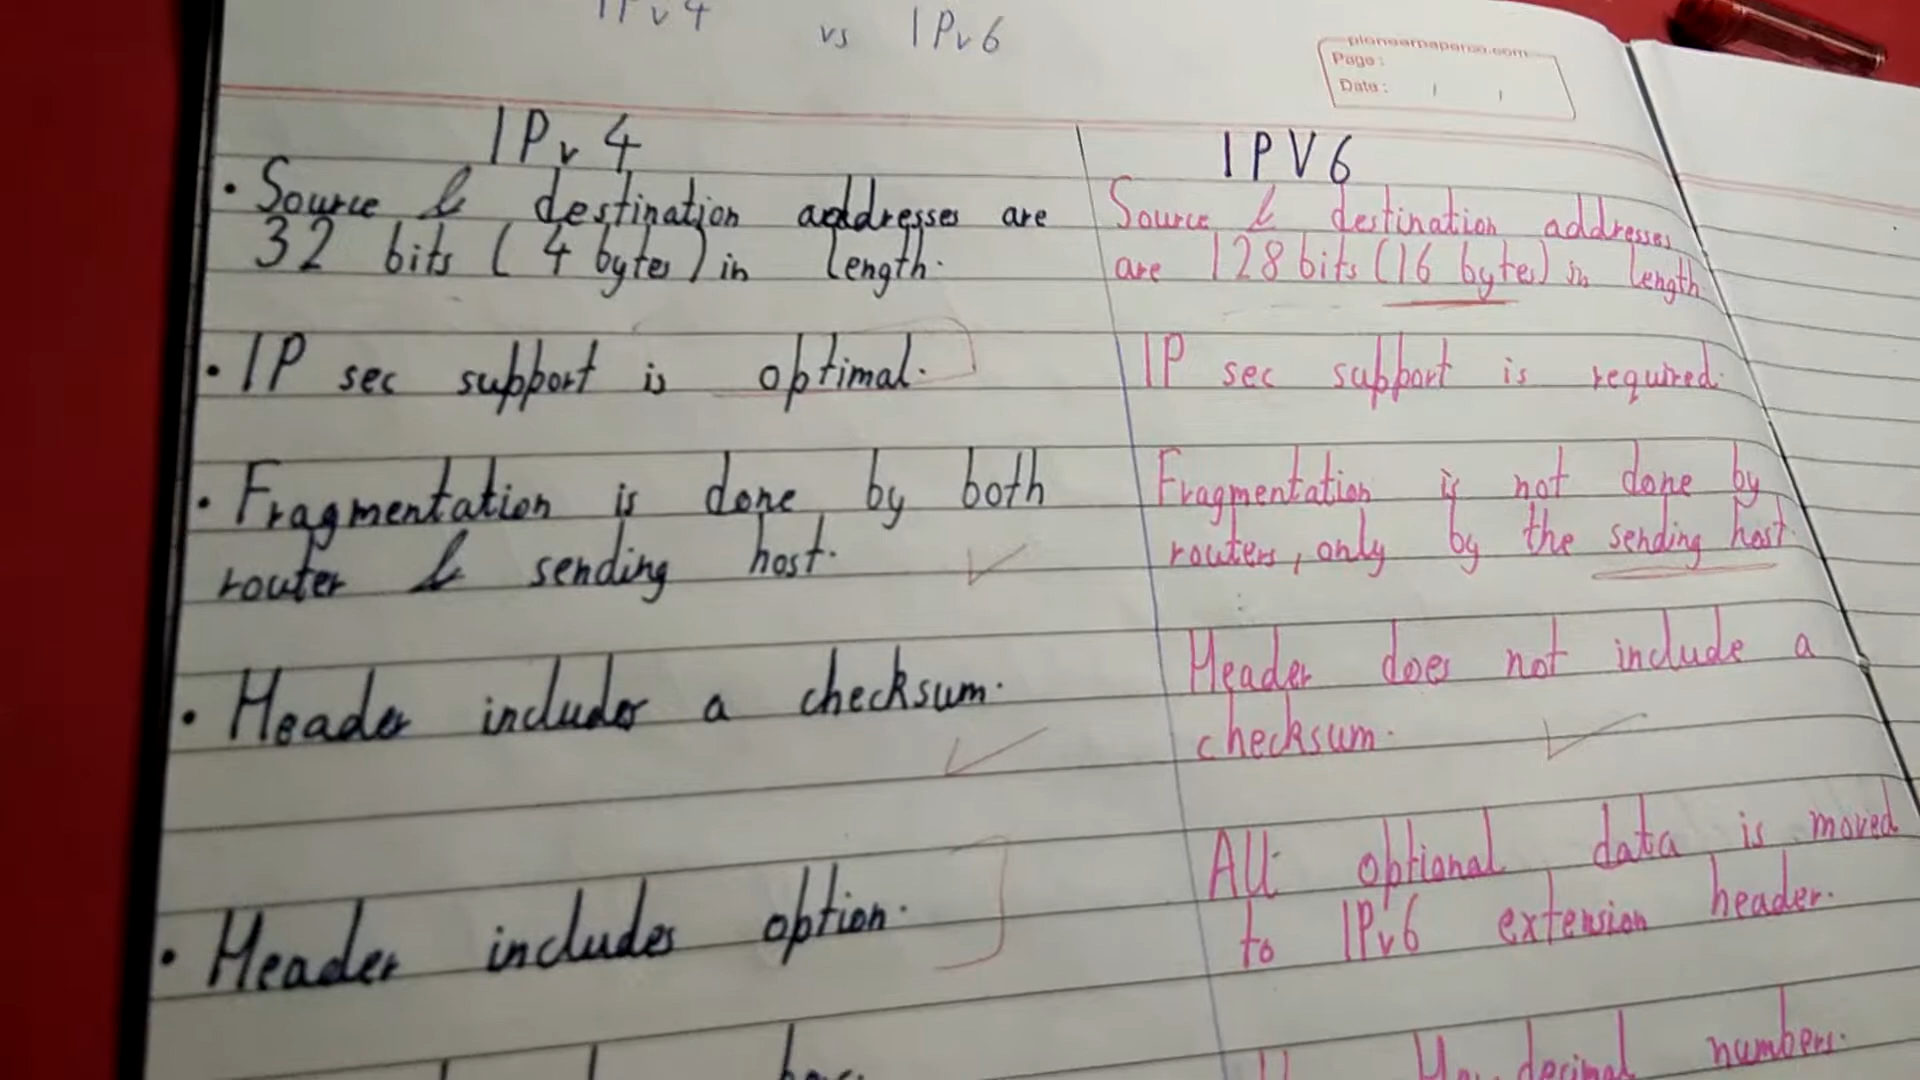 IPv4 vs IPv6
pioneerpaperco.com
Page :
Date : / /
IPv4
• Source & destination addresses are
32 bits (4 bytes) in length.
• IP sec support is optimal.
• Fragmentation is done by both
router & sending host.
• Header includes a checksum.
• Header includes option.
IPV6
Source & destination addresses
are 128 bits (16 bytes) in length
IP sec support is required.
Fragmentation is not done by
routers, only by the sending host.
Header does not include a
checksum.
All optional data is moved
to IPv6 extension header.
numbers.